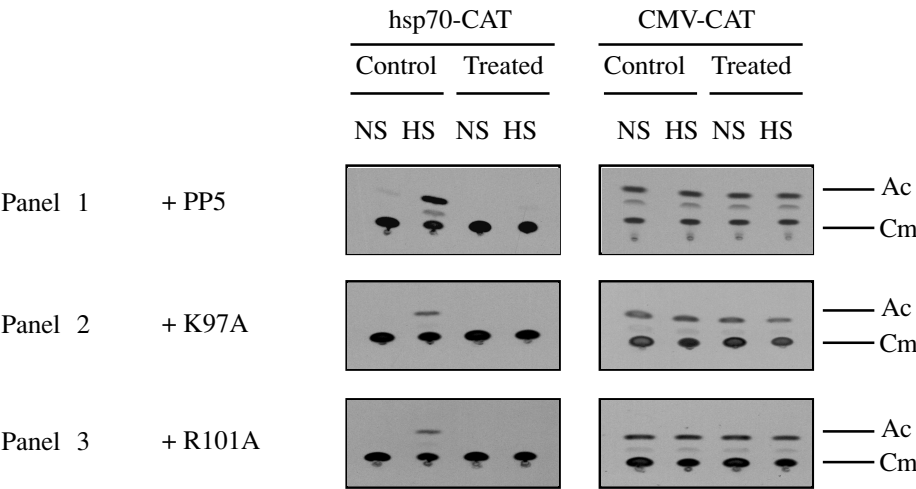 hsp70-CAT CMV-CAT
Control Treated Control Treated
NS HS NS HS NS HS NS HS
Panel 1 + PP5 Ac
Cm
Panel 2 + K97A Ac
Cm
Panel 3 + R101A Ac
Cm